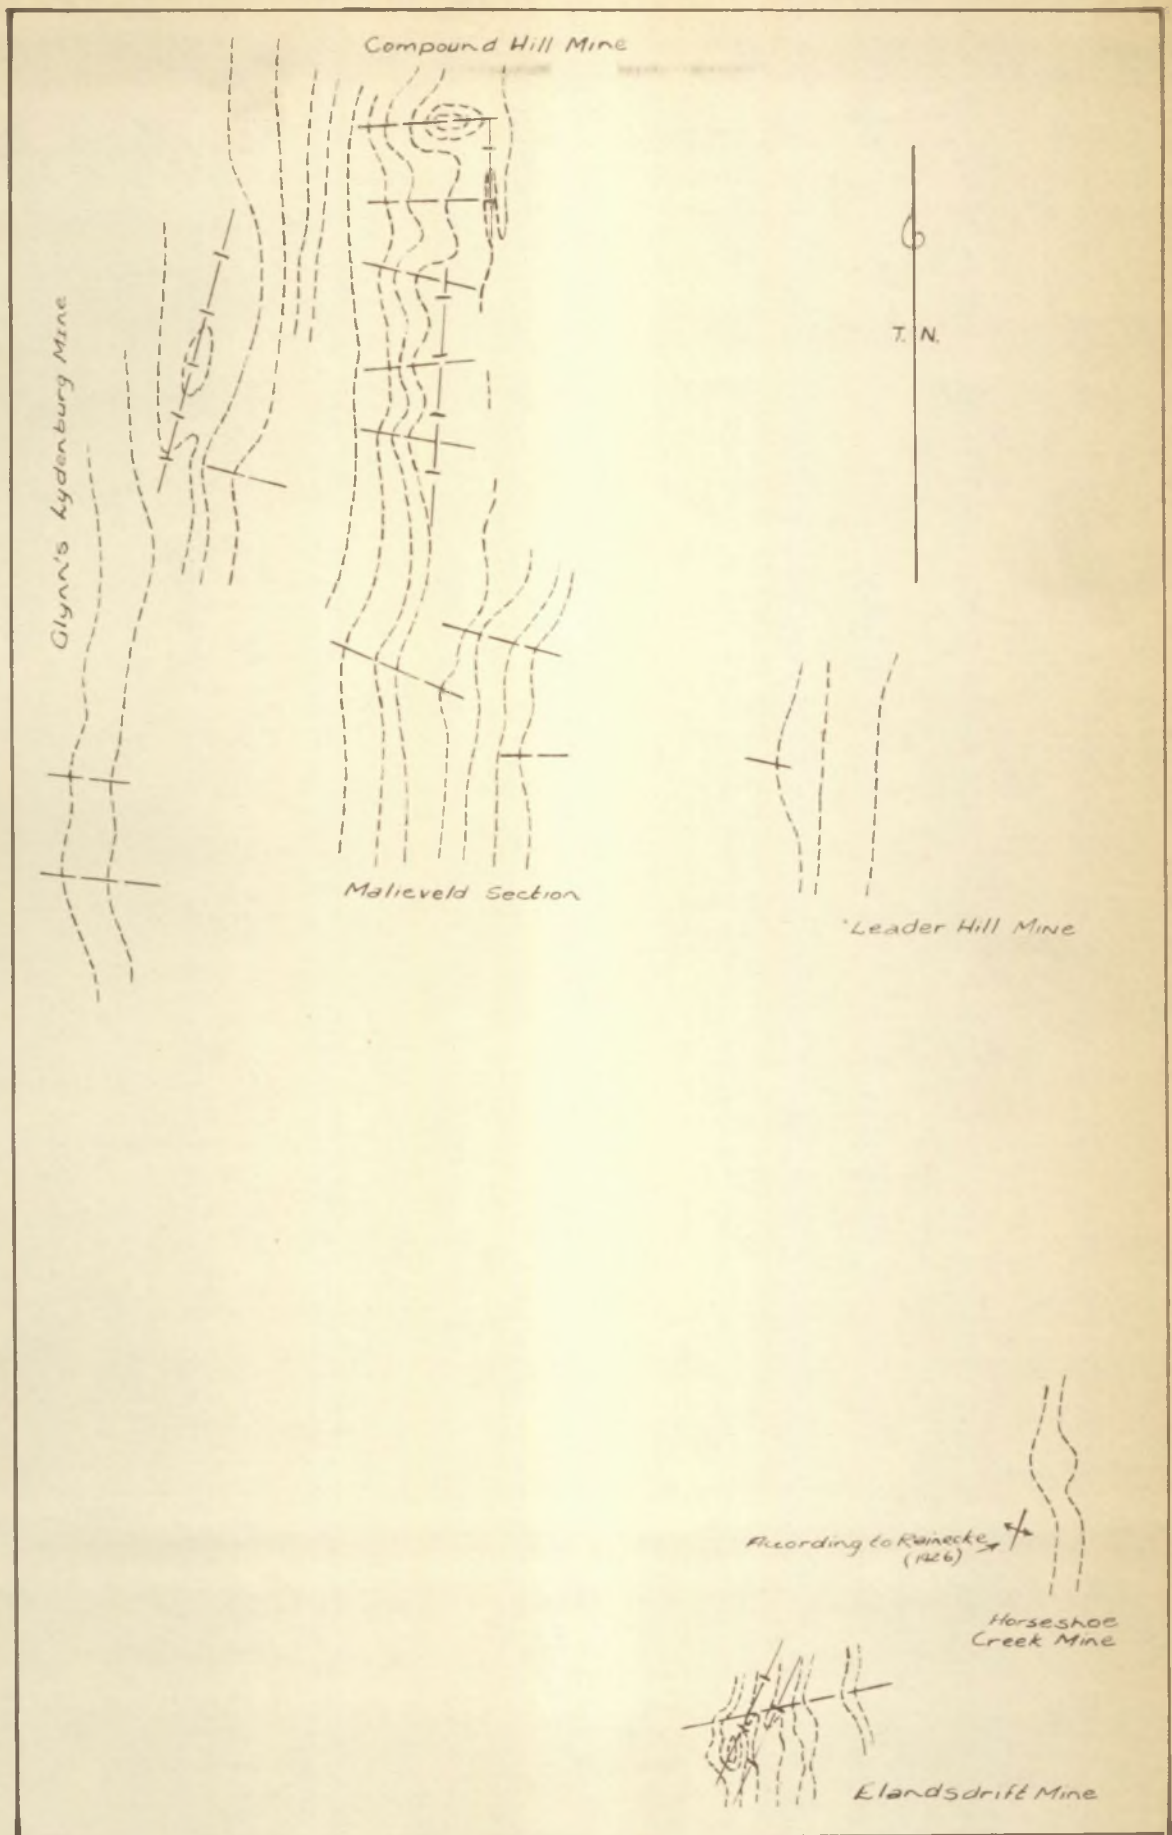 Compound Hill Mine
Glynn's Lydenburg Mine
T. N.
Malieveld Section
Leader Hill Mine
According to Reinecke
(1926)
Horseshoe
Creek Mine
Elandsdrift Mine